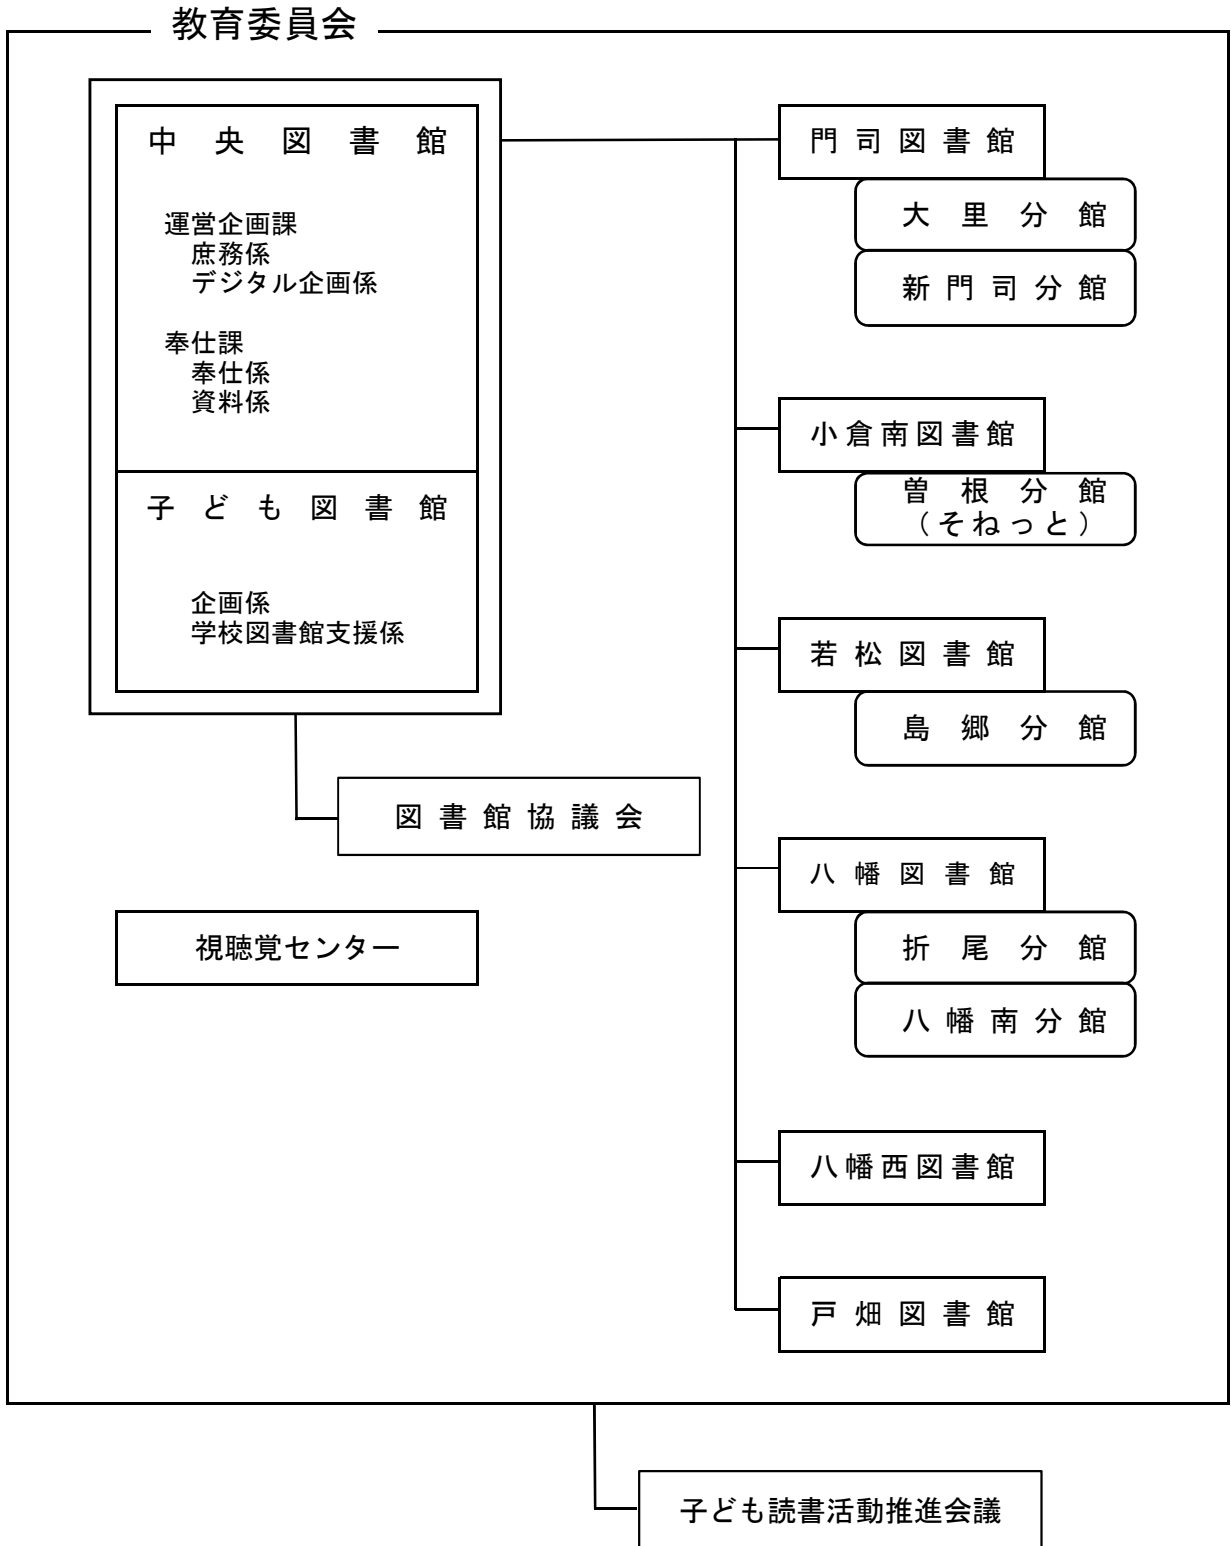 教育委員会
中央図書館
運営企画課
庶務係
デジタル企画係
奉仕課
奉仕係
資料係
子ども図書館
企画係
学校図書館支援係
図書館協議会
視聴覚センター
門司図書館
大里分館
新門司分館
小倉南図書館
曽根分館
（そねっと）
若松図書館
島郷分館
八幡図書館
折尾分館
八幡南分館
八幡西図書館
戸畑図書館
子ども読書活動推進会議